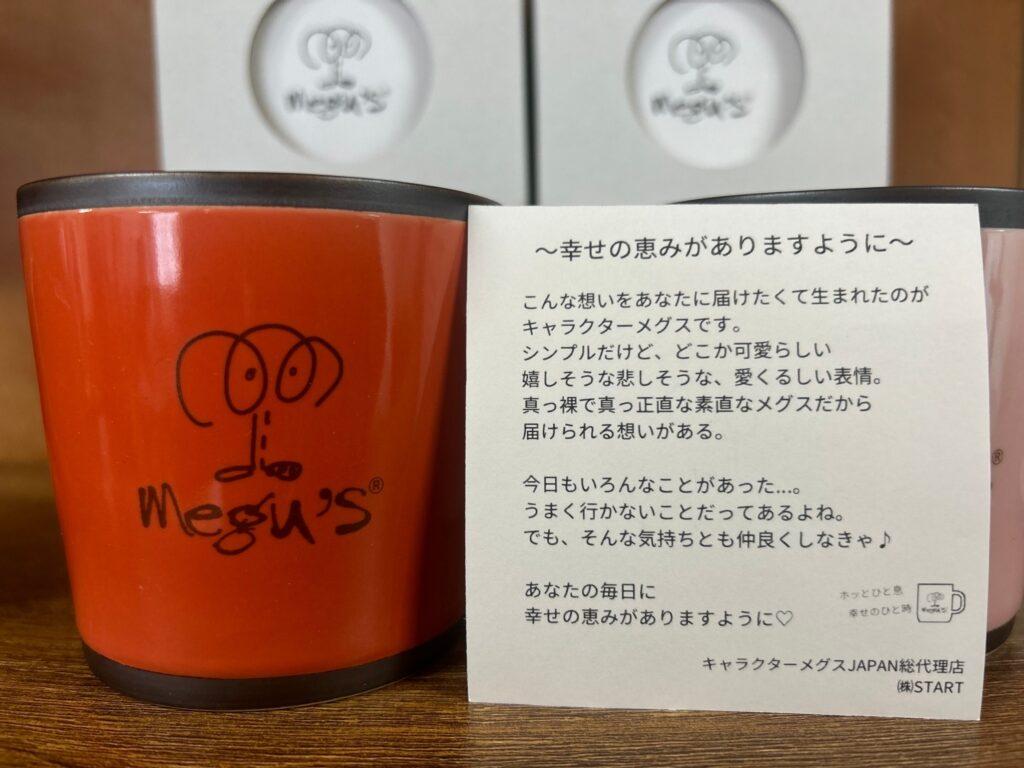 megu's
megu's
megu's®
®
～幸せの恵みがありますように～
こんな想いをあなたに届けたくて生まれたのが
キャラクターメグスです。
シンプルだけど、どこか可愛らしい
嬉しそうな悲しそうな、愛くるしい表情。
真っ裸で真っ正直な素直なメグスだから
届けられる想いがある。
今日もいろんなことがあった...。
うまく行かないことだってあるよね。
でも、そんな気持ちとも仲良くしなきゃ♪
あなたの毎日に
幸せの恵みがありますように♡
ホッとひと息
幸せのひと時
megu's
キャラクターメグスJAPAN総代理店
㈱START